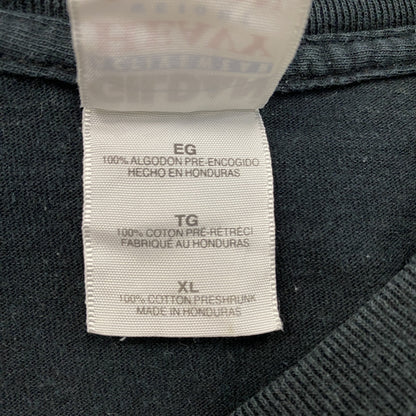 EG
100% ALGODON PRE-ENCOGIDO
HECHO EN HONDURAS
TG
100% COTON PRÉ-RÉTRÉCI
FABRIQUÉ AU HONDURAS
XL
100% COTTON PRESHRUNK
MADE IN HONDURAS